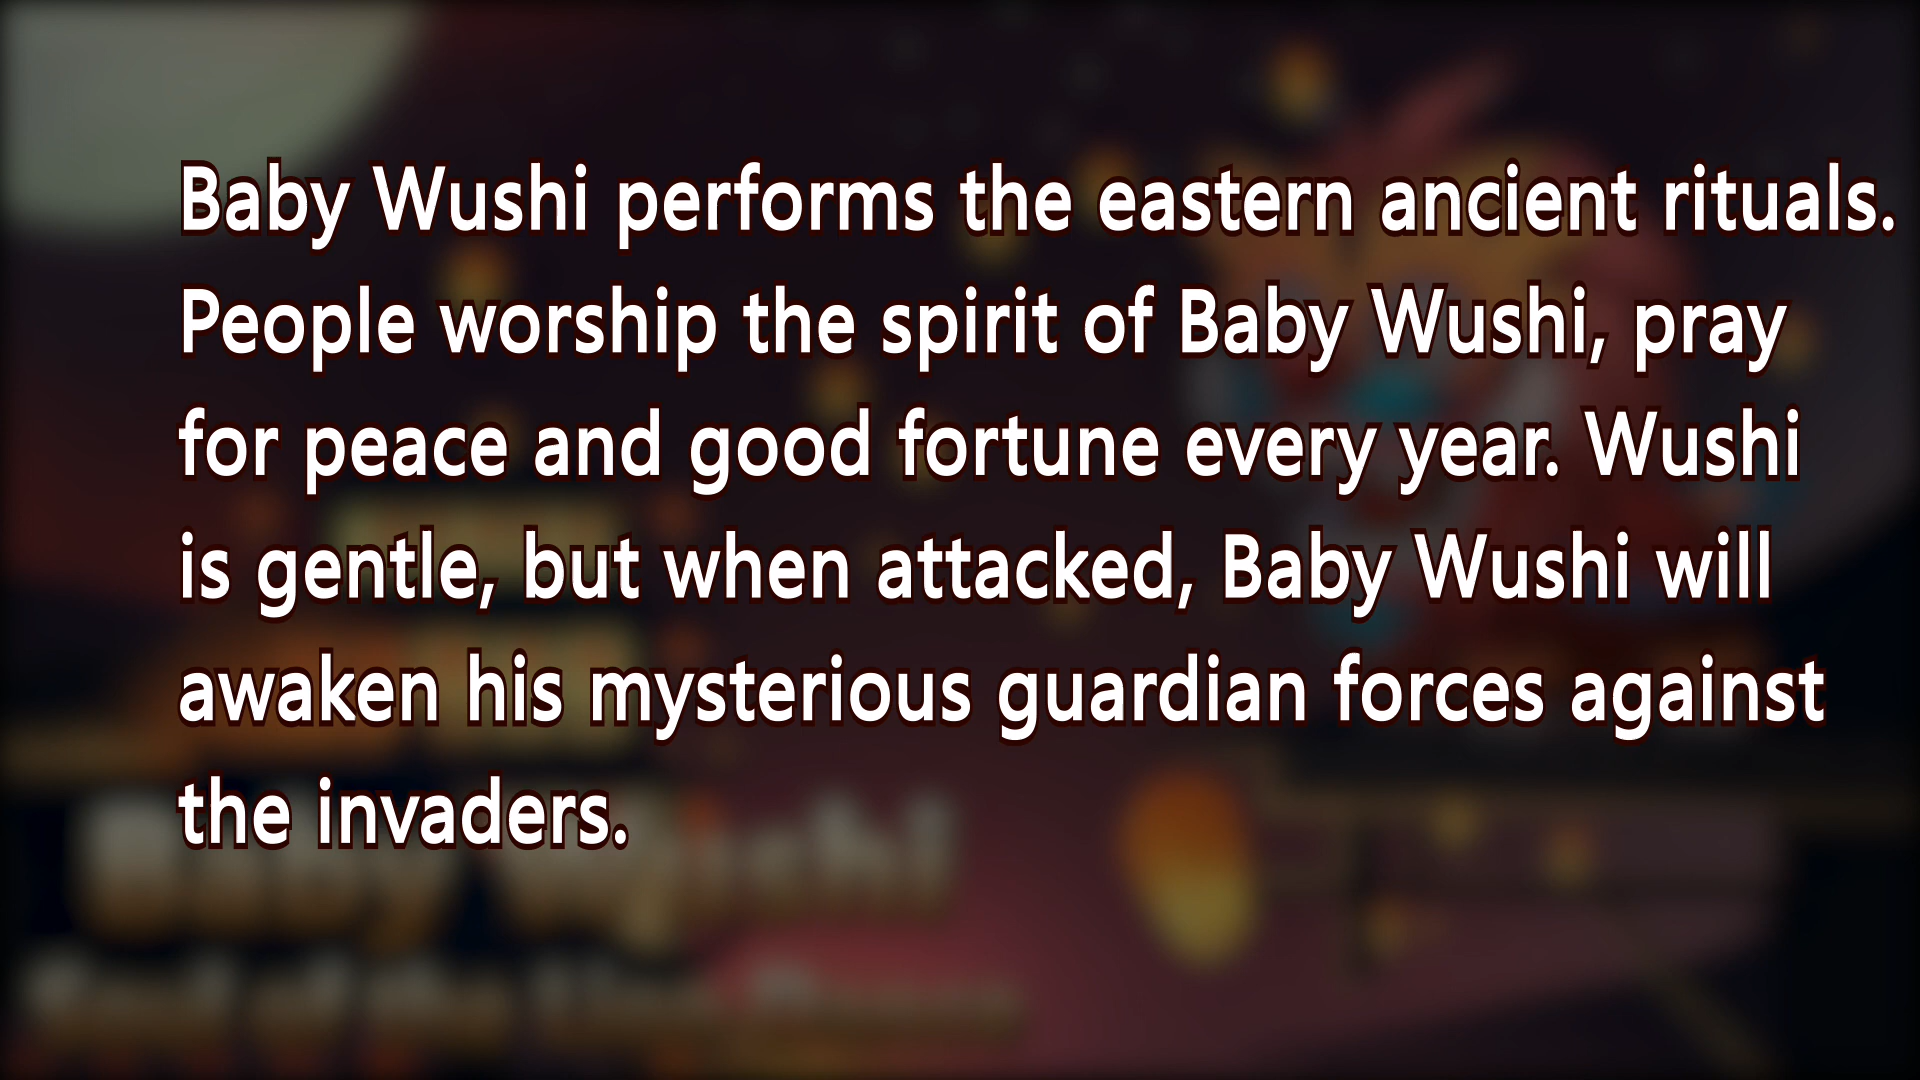 Baby Wushi performs the eastern ancient rituals.
People worship the spirit of Baby Wushi, pray
for peace and good fortune every year. Wushi
is gentle, but when attacked, Baby Wushi will
awaken his mysterious guardian forces against
the invaders.
Baby Wushi